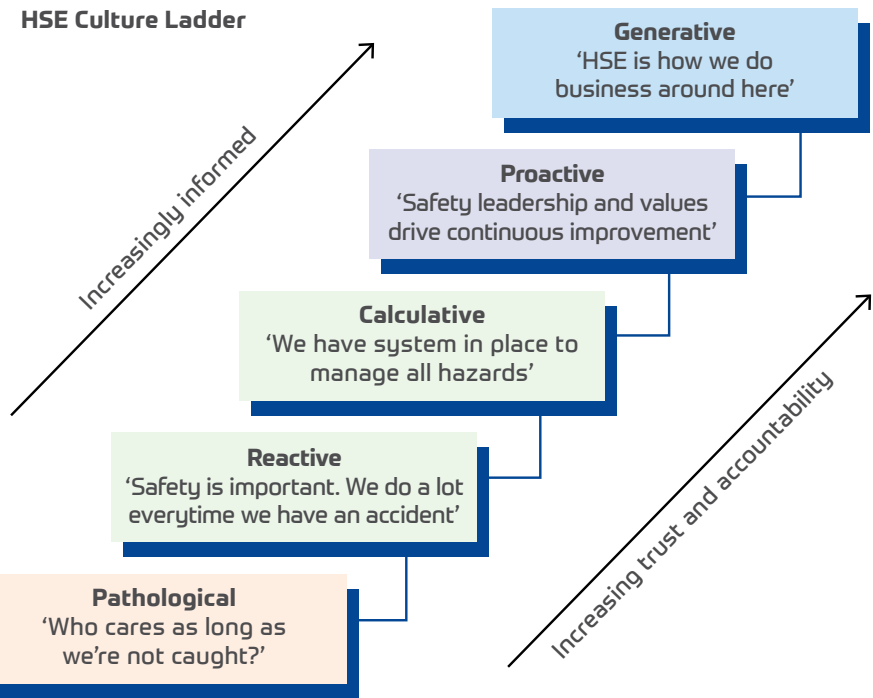 HSE Culture Ladder
Generative
‘HSE is how we do
business around here’
Increasingly informed
Proactive
‘Safety leadership and values
drive continuous improvement’
Calculative
‘We have system in place to
manage all hazards’
Increasing trust and accountability
Reactive
‘Safety is important. We do a lot
everytime we have an accident’
Pathological
‘Who cares as long as
we’re not caught?’